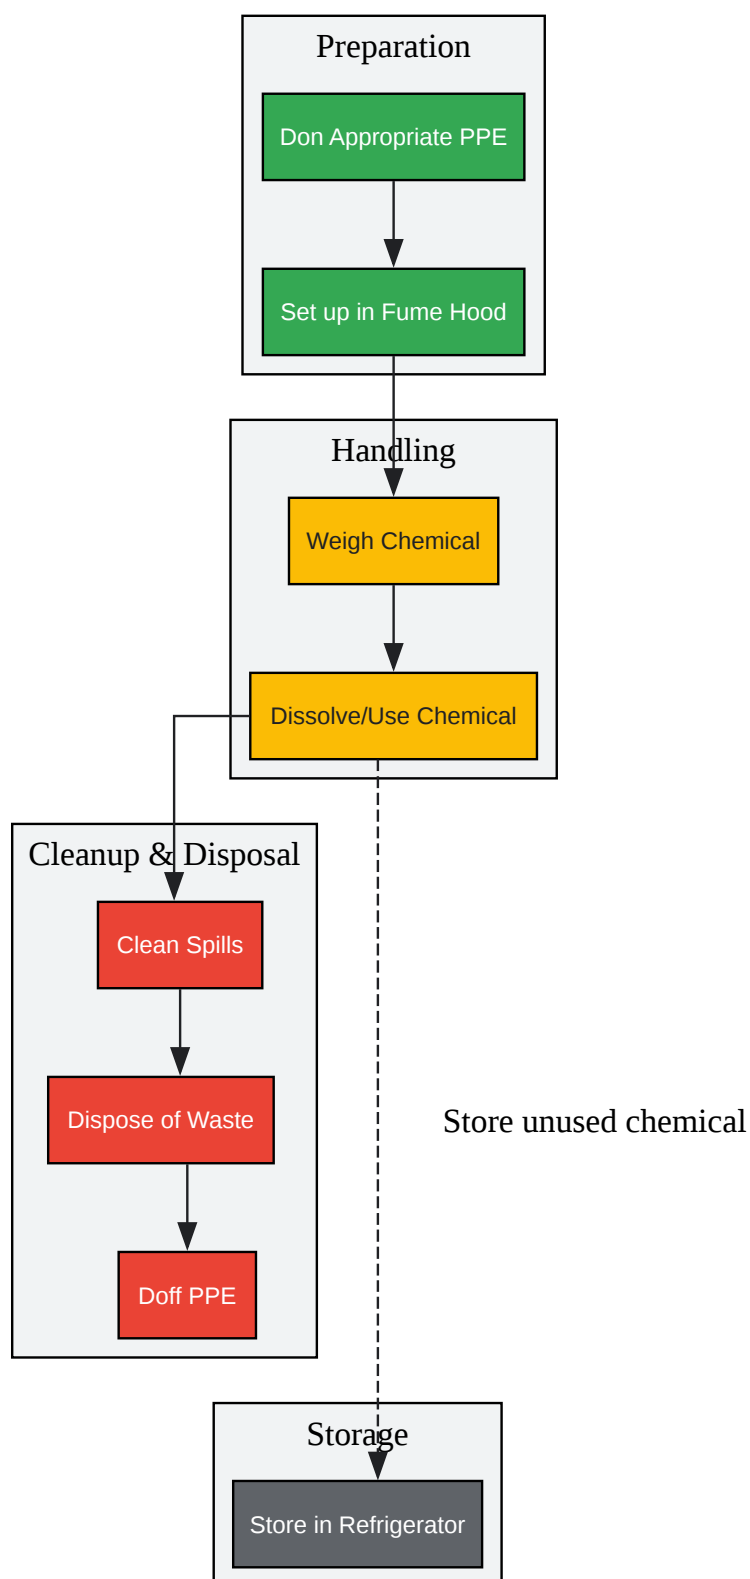 Preparation
Don Appropriate PPE
Set up in Fume Hood
Handling
Weigh Chemical
Dissolve/Use Chemical
Cleanup & Disposal
Clean Spills
Dispose of Waste
Store unused chemical
Doff PPE
Storage
Store in Refrigerator